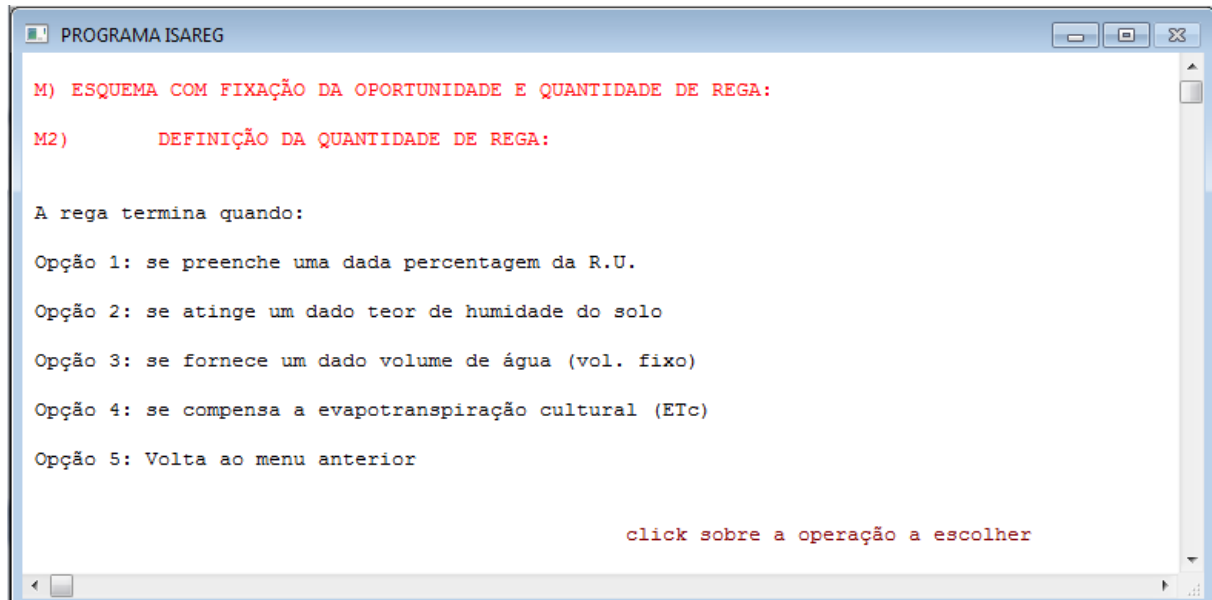 PROGRAMA ISAREG
M) ESQUEMA COM FIXAÇÃO DA OPORTUNIDADE E QUANTIDADE DE REGA:
M2) DEFINIÇÃO DA QUANTIDADE DE REGA:
A rega termina quando:
Opção 1: se preenche uma dada percentagem da R.U.
Opção 2: se atinge um dado teor de humidade do solo
Opção 3: se fornece um dado volume de água (vol. fixo)
Opção 4: se compensa a evapotranspiração cultural (ETc)
Opção 5: Volta ao menu anterior
click sobre a operação a escolher